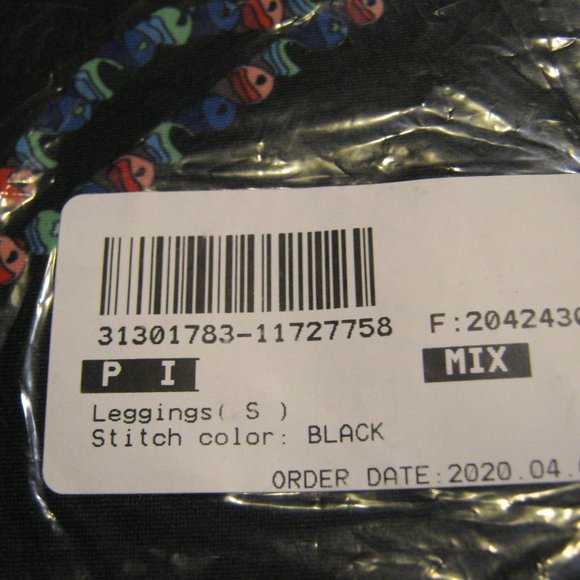 31301783-11727758 F:2042430
P I MIX
Leggings( S )
Stitch color: BLACK
ORDER DATE:2020.04.